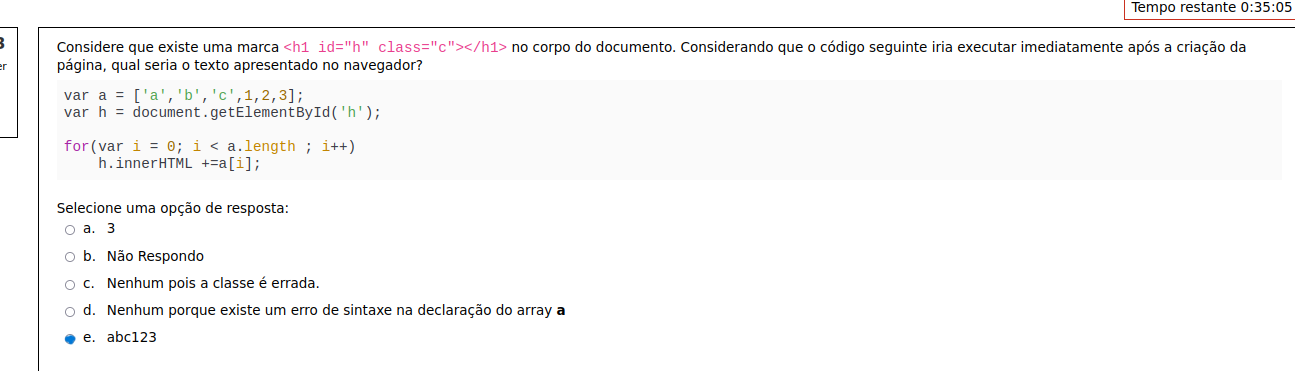 Tempo restante 0:35:05
Considere que existe uma marca <h1 id="h" class="c"></h1> no corpo do documento. Considerando que o código seguinte iria executar imediatamente após a criação da
página, qual seria o texto apresentado no navegador?
var a = ['a','b','c',1,2,3];
var h = document.getElementById('h');
for(var i = 0; i < a.length ; i++)
h.innerHTML +=a[i];
Selecione uma opção de resposta:
a. 3
b. Não Respondo
c. Nenhum pois a classe é errada.
d. Nenhum porque existe um erro de sintaxe na declaração do array a
e. abc123